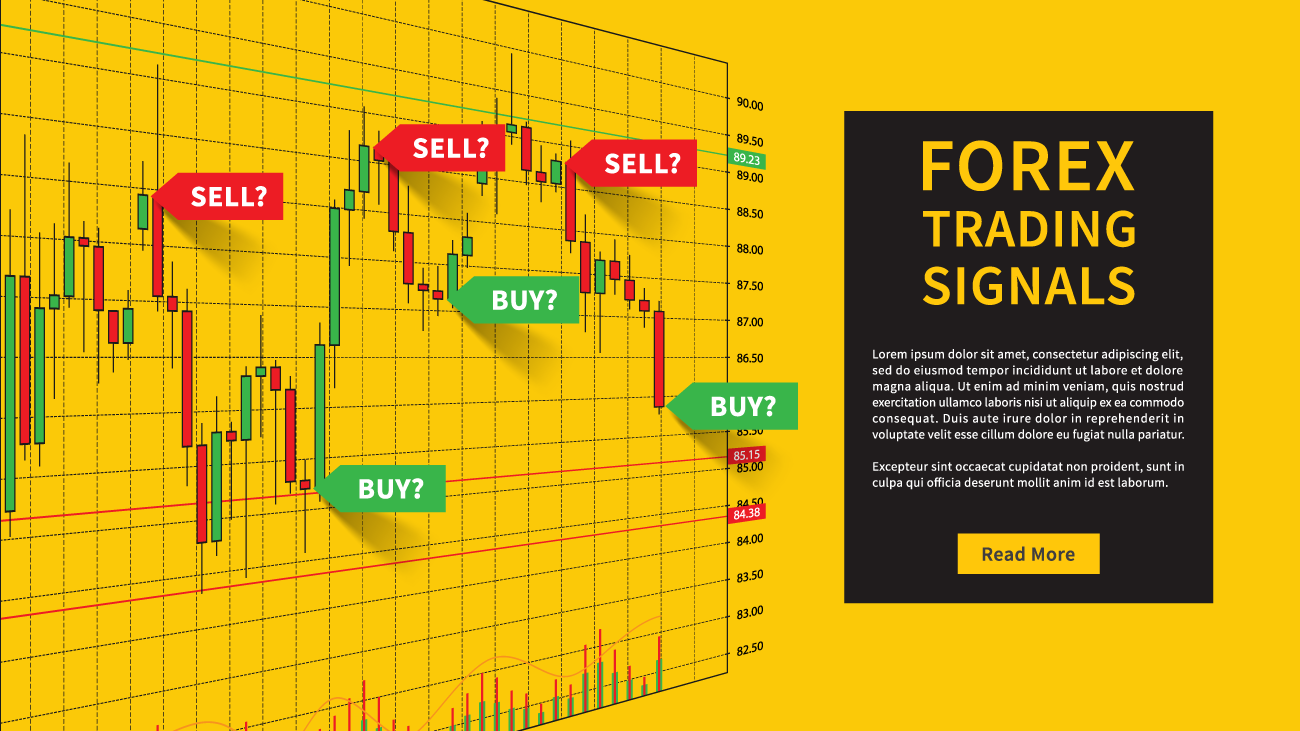 SELL?
SELL?
SELL?
BUY?
BUY?
BUY?
90.00
89.50
89.23
89.00
88.50
88.00
87.50
87.00
86.50
85.50
85.15
85.00
84.50
84.38
84.00
83.50
83.00
82.50
FOREX
TRADING
SIGNALS
Lorem ipsum dolor sit amet, consectetur adipiscing elit,
sed do eiusmod tempor incididunt ut labore et dolore
magna aliqua. Ut enim ad minim veniam, quis nostrud
exercitation ullamco laboris nisi ut aliquip ex ea commodo
consequat. Duis aute irure dolor in reprehenderit in
voluptate velit esse cillum dolore eu fugiat nulla pariatur.
Excepteur sint occaecat cupidatat non proident, sunt in
culpa qui officia deserunt mollit anim id est laborum.
Read More